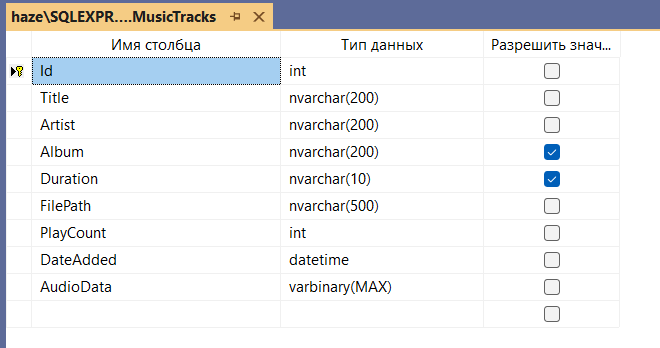 haze\SQLEXPR....MusicTracks
Имя столбца Тип данных Разрешить знач...
Id int
Title nvarchar(200)
Artist nvarchar(200)
Album nvarchar(200)
Duration nvarchar(10)
FilePath nvarchar(500)
PlayCount int
DateAdded datetime
AudioData varbinary(MAX)